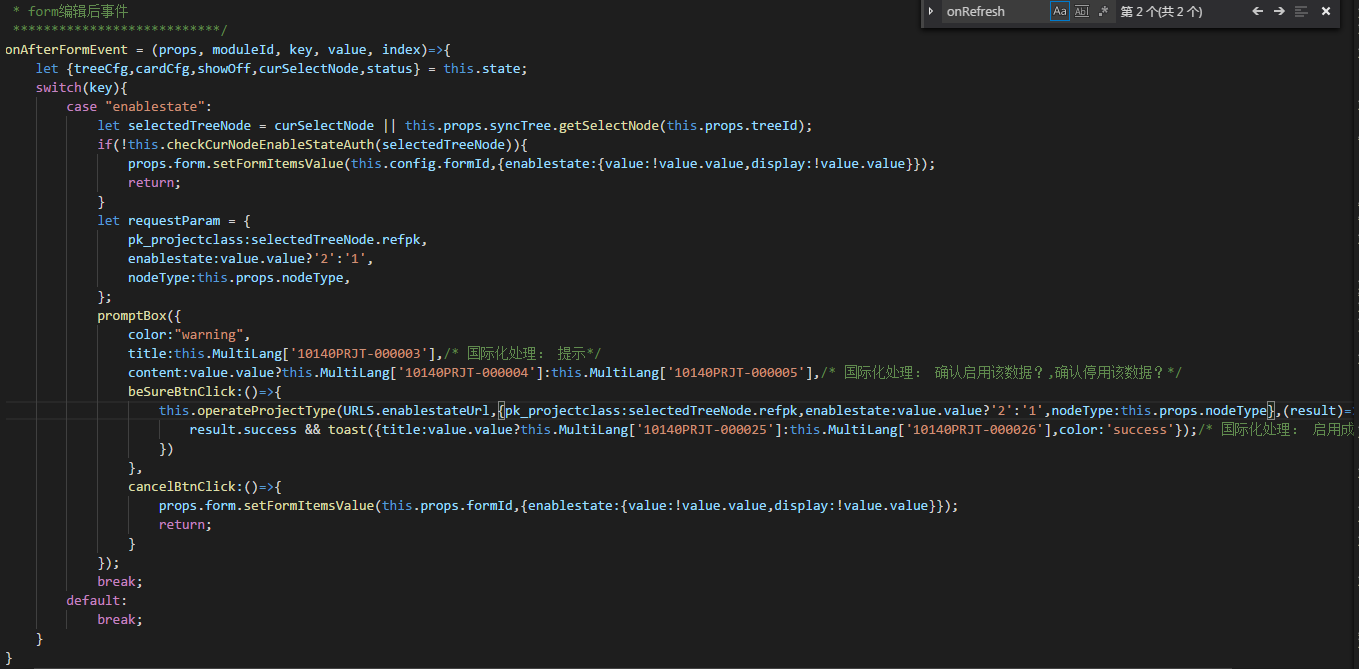 onRefresh Aa Ab| .* 第 2 个(共 2 个)
* form编辑后事件
***************************/
onAfterFormEvent = (props, moduleId, key, value, index)=>{
let {treeCfg,cardCfg,showOff,curSelectNode,status} = this.state;
switch(key){
case "enablestate":
let selectedTreeNode = curSelectNode || this.props.syncTree.getSelectNode(this.props.treeId);
if(!this.checkCurNodeEnableStateAuth(selectedTreeNode)){
props.form.setFormItemsValue(this.config.formId,{enablestate:{value:!value.value,display:!value.value}});
return;
}
let requestParam = {
pk_projectclass:selectedTreeNode.refpk,
enablestate:value.value?'2':'1',
nodeType:this.props.nodeType,
};
promptBox({
color:"warning",
title:this.MultiLang['10140PRJT-000003'],/* 国际化处理： 提示*/
content:value.value?this.MultiLang['10140PRJT-000004']:this.MultiLang['10140PRJT-000005'],/* 国际化处理： 确认启用该数据？,确认停用该数据？*/
beSureBtnClick:()=>{
this.operateProjectType(URLS.enablestateUrl,{pk_projectclass:selectedTreeNode.refpk,enablestate:value.value?'2':'1',nodeType:this.props.nodeType},(result)=
result.success && toast({title:value.value?this.MultiLang['10140PRJT-000025']:this.MultiLang['10140PRJT-000026'],color:'success'});/* 国际化处理： 启用成
})
},
cancelBtnClick:()=>{
props.form.setFormItemsValue(this.props.formId,{enablestate:{value:!value.value,display:!value.value}});
return;
}
});
break;
default:
break;
}
}